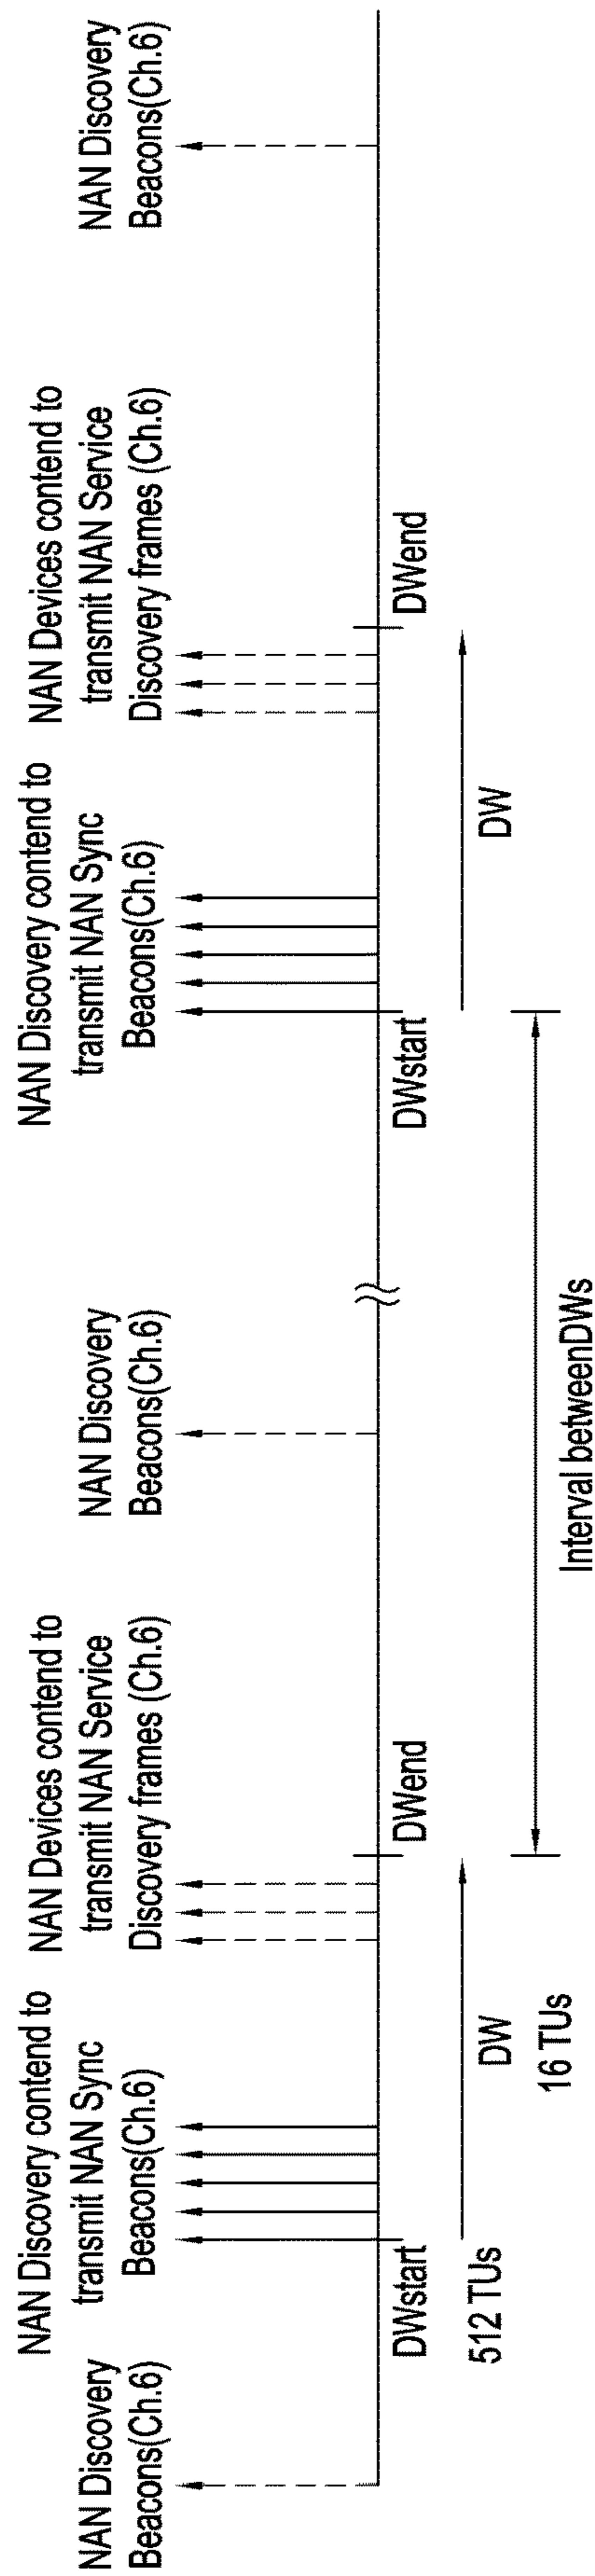 NAN Discovery
Beacons(Ch.6)
NAN Discovery contend to
transmit NAN Sync
Beacons(Ch.6)
NAN Devices contend to
transmit NAN Service
Discovery frames (Ch.6)
NAN Discovery
Beacons(Ch.6)
NAN Discovery contend to
transmit NAN Sync
Beacons(Ch.6)
NAN Devices contend to
transmit NAN Service
Discovery frames (Ch.6)
NAN Discovery
Beacons(Ch.6)
DWstart
DWend
DWstart
DWend
512 TUs
DW
DW
16 TUs
Interval betweenDWs